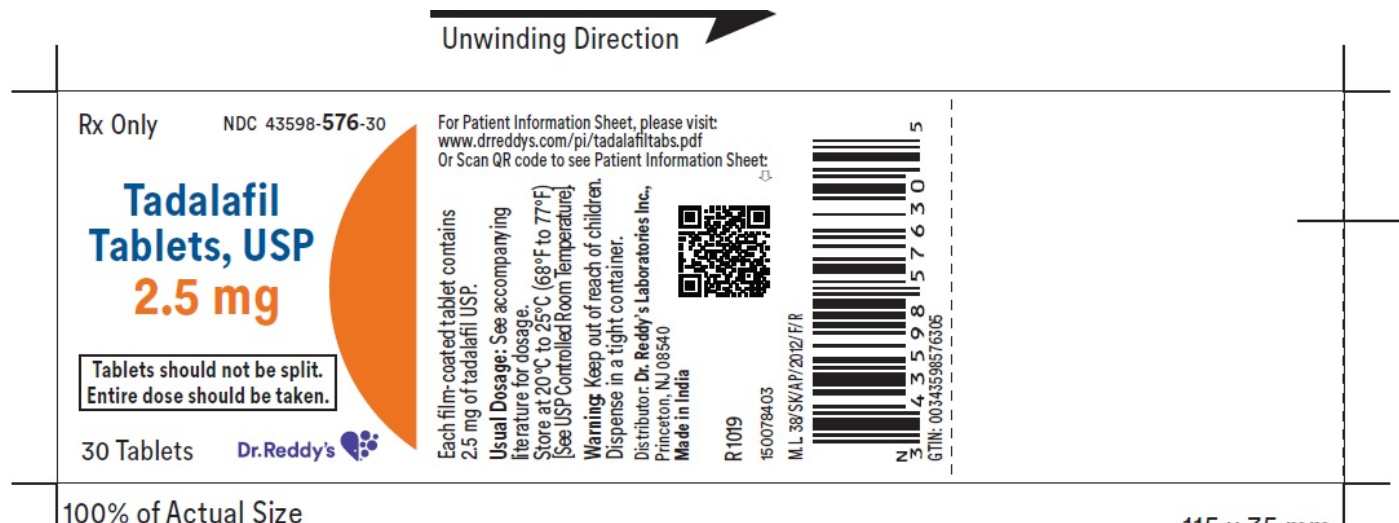 Unwinding Direction
Rx Only
NDC 43598-576-30
Tadalafil
Tablets, USP
2.5 mg
Tablets should not be split.
Entire dose should be taken.
30 Tablets
Dr.Reddy's
For Patient Information Sheet, please visit:
www.drreddys.com/pi/tadalafiltabs.pdf
Or Scan QR code to see Patient Information Sheet:
Each film-coated tablet contains
2.5 mg of tadalafil USP.
Usual Dosage: See accompanying
literature for dosage.
Store at 20°C to 25°C (68°F to 77°F)
[See USP Controlled Room Temperature].
Warning: Keep out of reach of children.
Dispense in a tight container.
Distributor: Dr. Reddy's Laboratories Inc.,
Princeton, NJ 08540
Made in India
R1019
150078403
M.L 38/SK/AP/2012/F/R
N
3 43598 57630 5
GTIN: 00343598576305
100% of Actual Size